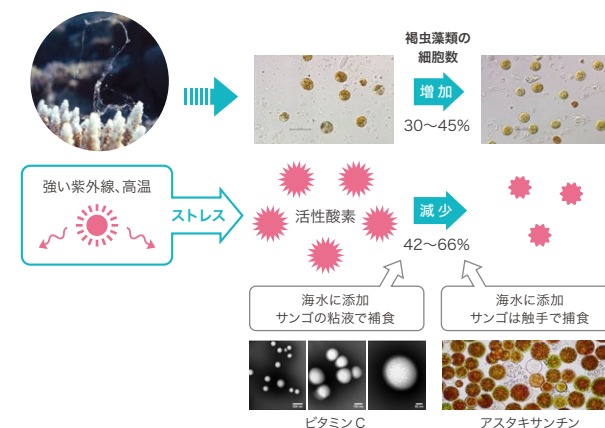 褐虫藻類の
細胞数
増加
30〜45%
強い紫外線、高温
ストレス
活性酸素
減少
42〜66%
海水に添加
サンゴの粘液で補食
海水に添加
サンゴは触手で捕食
ビタミンC
アスタキサンチン